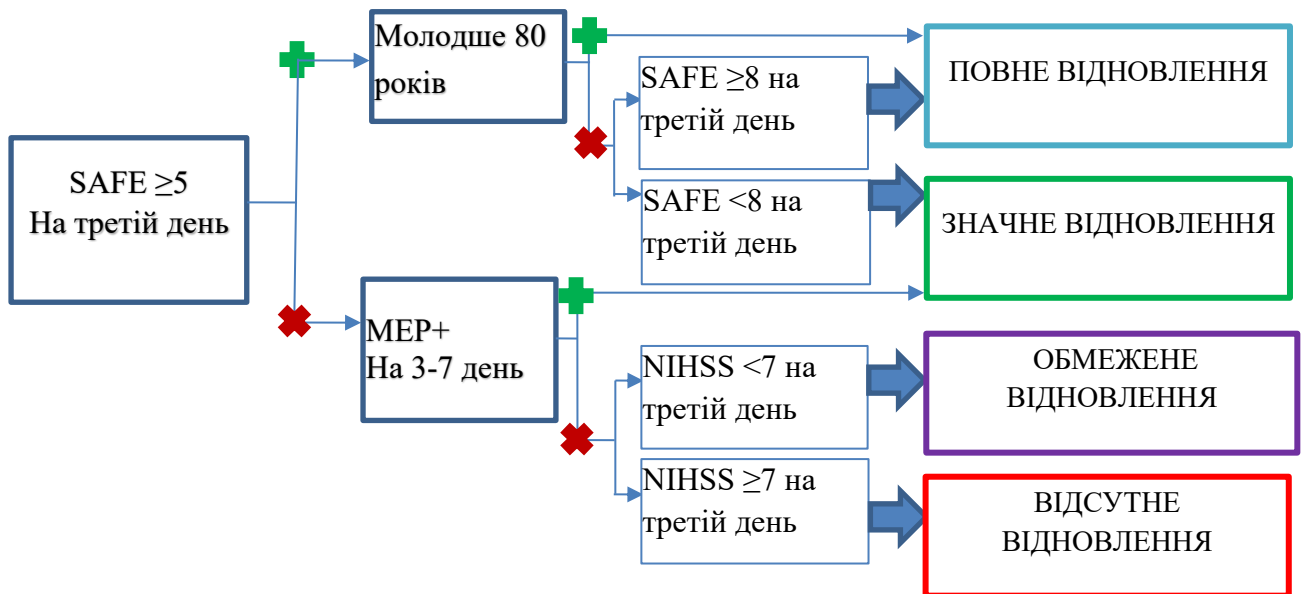 SAFE ≥5
На третій день
Молодше 80
років
SAFE ≥8 на
третій день
SAFE <8 на
третій день
MEP+
На 3-7 день
NIHSS <7 на
третій день
NIHSS ≥7 на
третій день
ПОВНЕ ВІДНОВЛЕННЯ
ЗНАЧНЕ ВІДНОВЛЕННЯ
ОБМЕЖЕНЕ
ВІДНОВЛЕННЯ
ВІДСУТНЕ
ВІДНОВЛЕННЯ